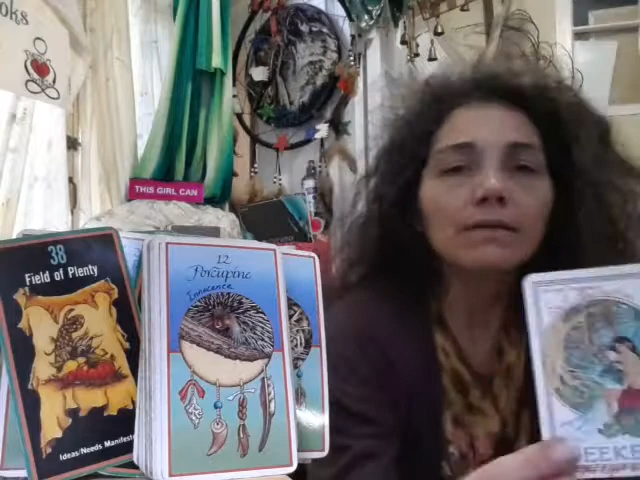 oks
THIS GIRL CAN
38
Field of Plenty
Ideas/Needs Manifest
12
Porcupine
Innocence
EEKE